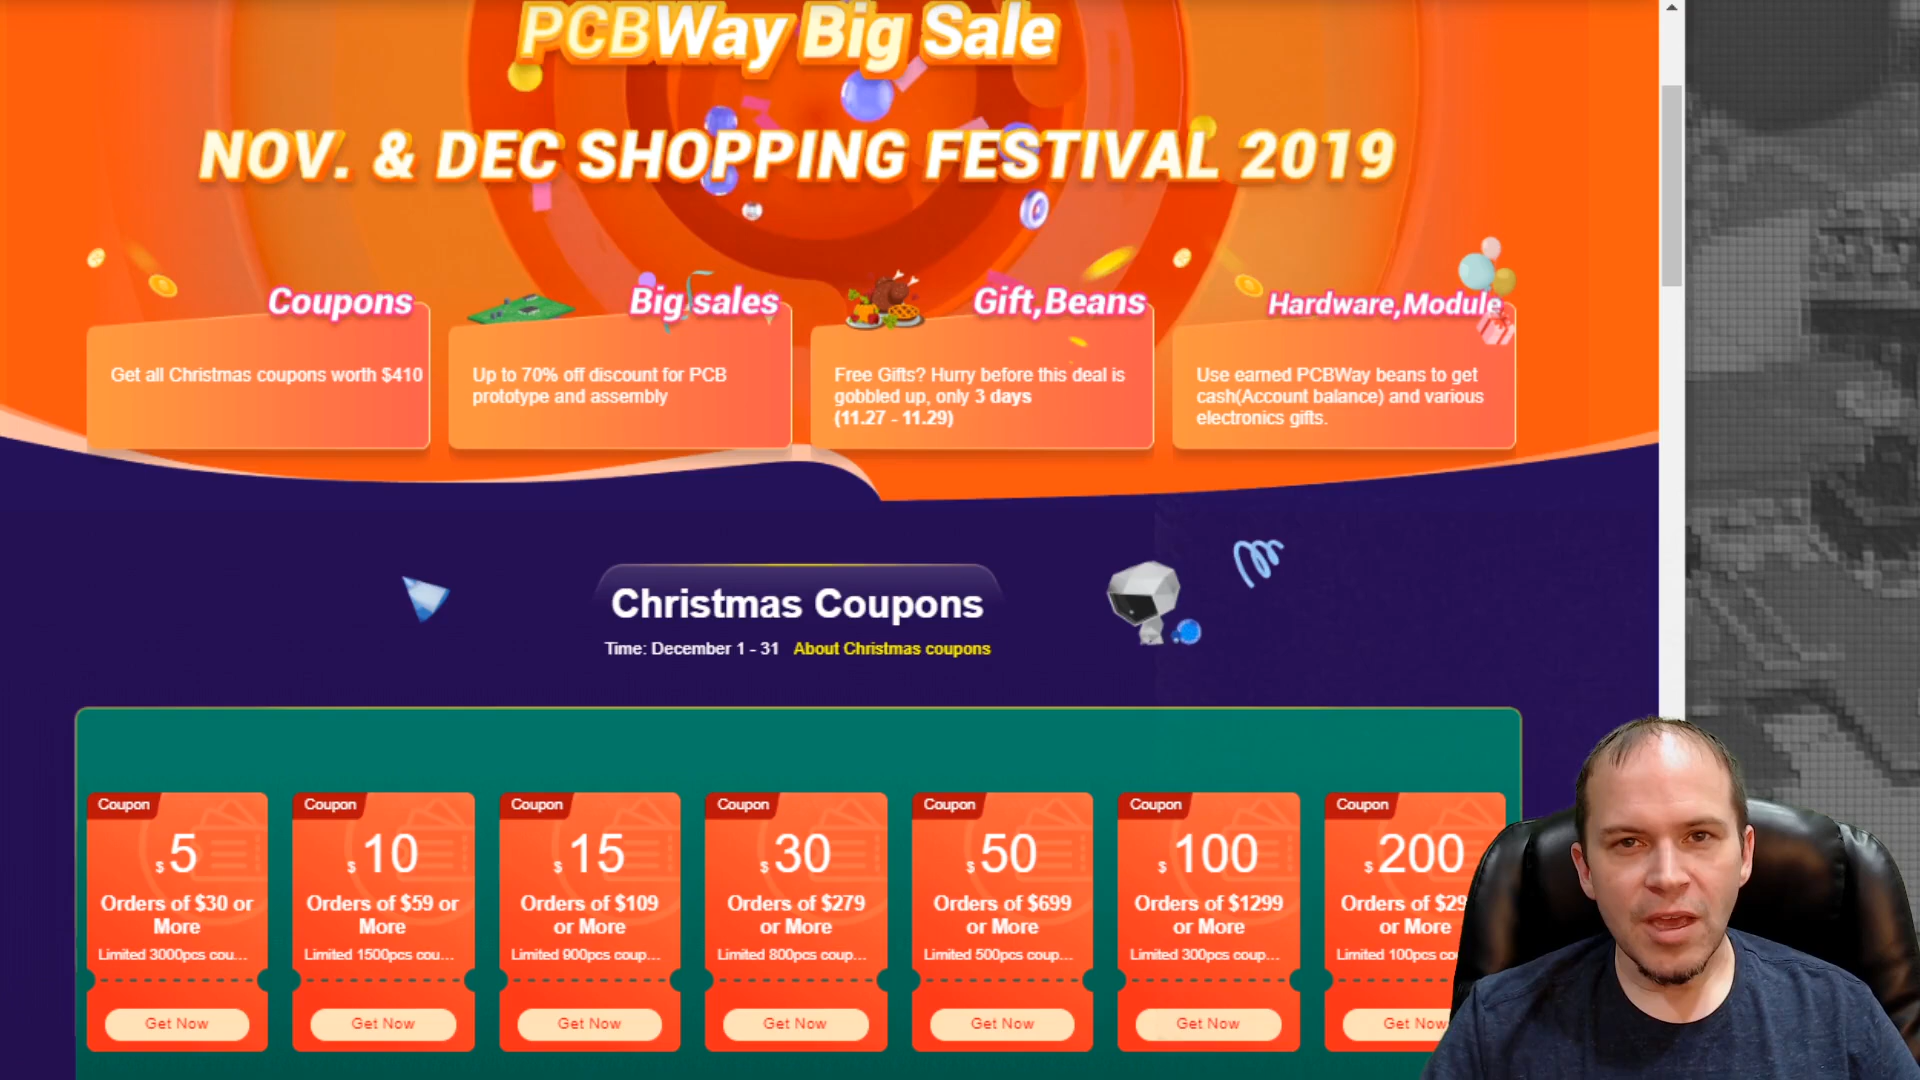 PCBWay Big Sale
NOV. & DEC SHOPPING FESTIVAL 2019
Coupons
Get all Christmas coupons worth $410
Big sales
Up to 70% off discount for PCB
prototype and assembly
Gift,Beans
Free Gifts? Hurry before this deal is
gobbled up, only 3 days
(11.27 - 11.29)
Hardware,Module
Use earned PCBWay beans to get
cash(Account balance) and various
electronics gifts.
Christmas Coupons
Time: December 1 - 31 About Christmas coupons
Coupon
$ 5
Orders of $30 or
More
Limited 3000pcs cou...
Get Now
Coupon
$ 10
Orders of $59 or
More
Limited 1500pcs cou...
Get Now
Coupon
$ 15
Orders of $109
or More
Limited 900pcs coup...
Get Now
Coupon
$ 30
Orders of $279
or More
Limited 800pcs coup...
Get Now
Coupon
$ 50
Orders of $699
or More
Limited 500pcs coup...
Get Now
Coupon
$ 100
Orders of $1299
or More
Limited 300pcs coup...
Get Now
Coupon
$ 200
Orders of
or More
Limited 100pcs
Get Now